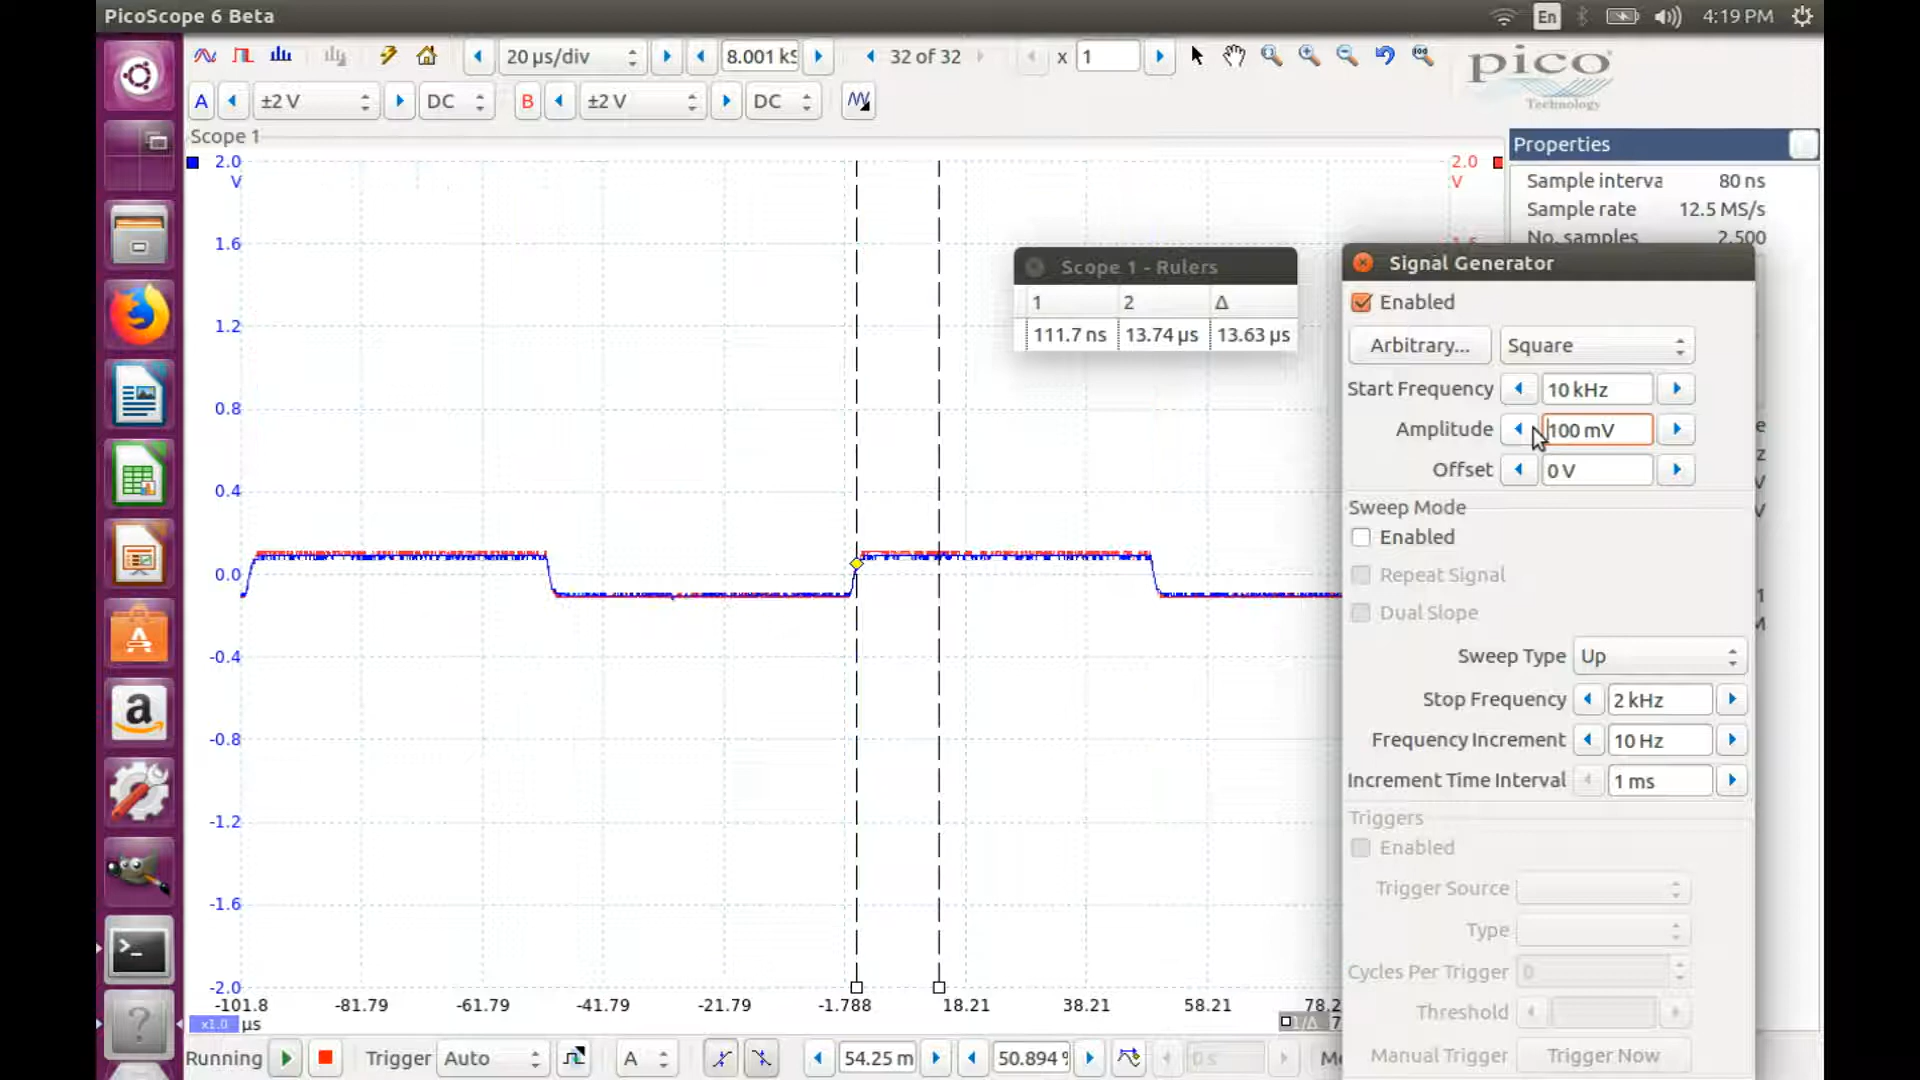 PicoScope 6 Beta
En
4:19 PM
20 µs/div
8.001 kS
32 of 32
x 1
pico
Technology
A
±2 V
DC
B
±2 V
DC
Scope 1
Properties
2.0
V
2.0
V
Sample interva 80 ns
Sample rate 12.5 MS/s
No. samples 2,500
1.6
1.2
0.8
0.4
0.0
-0.4
-0.8
-1.2
-1.6
-2.0
Scope 1 - Rulers
1 2 Δ
111.7 ns 13.74 µs 13.63 µs
Signal Generator
Enabled
Arbitrary... Square
Start Frequency 10 kHz
Amplitude 100 mV
Offset 0 V
Sweep Mode
Enabled
Repeat Signal
Dual Slope
Sweep Type Up
Stop Frequency 2 kHz
Frequency Increment 10 Hz
Increment Time Interval 1 ms
Triggers
Enabled
Trigger Source
Type
Cycles Per Trigger 0
Threshold
Manual Trigger Trigger Now
-101.8 -81.79 -61.79 -41.79 -21.79 -1.788 18.21 38.21 58.21 78.2
x1.0 µs
1/Δ 7
Running
Trigger Auto
A
54.25 m
50.894 %
0 s
Me